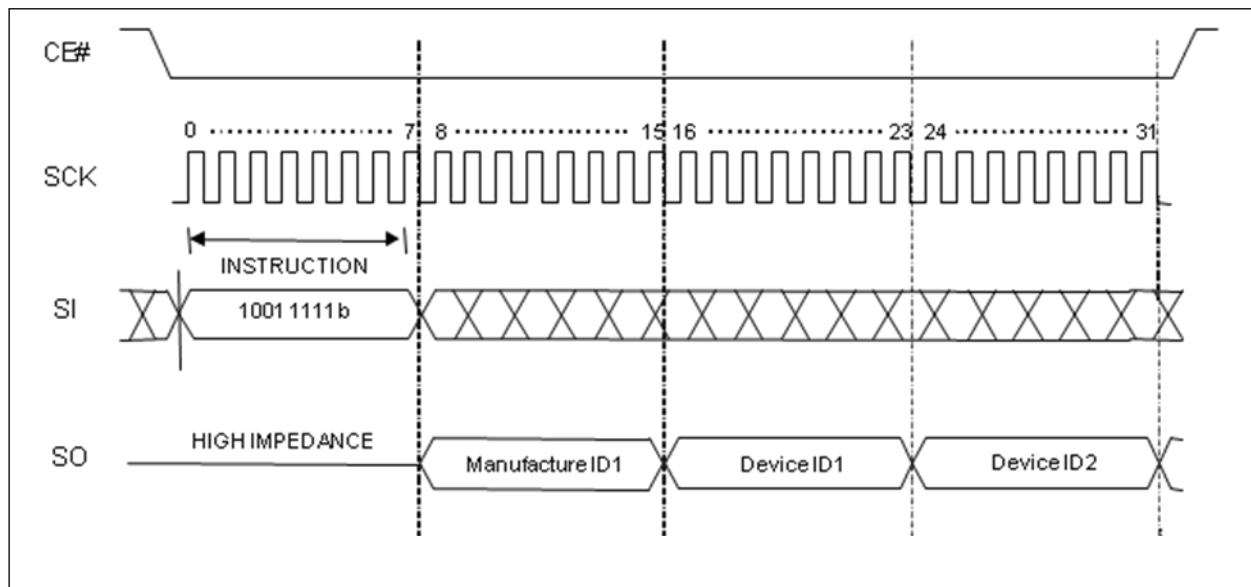 CE#
0 ·········· 7 8 ·········· 15 16 ·········· 23 24 ·········· 31
SCK
INSTRUCTION
SI 1001 1111 b
HIGH IMPEDANCE
SO Manufacture ID1 Device ID1 Device ID2